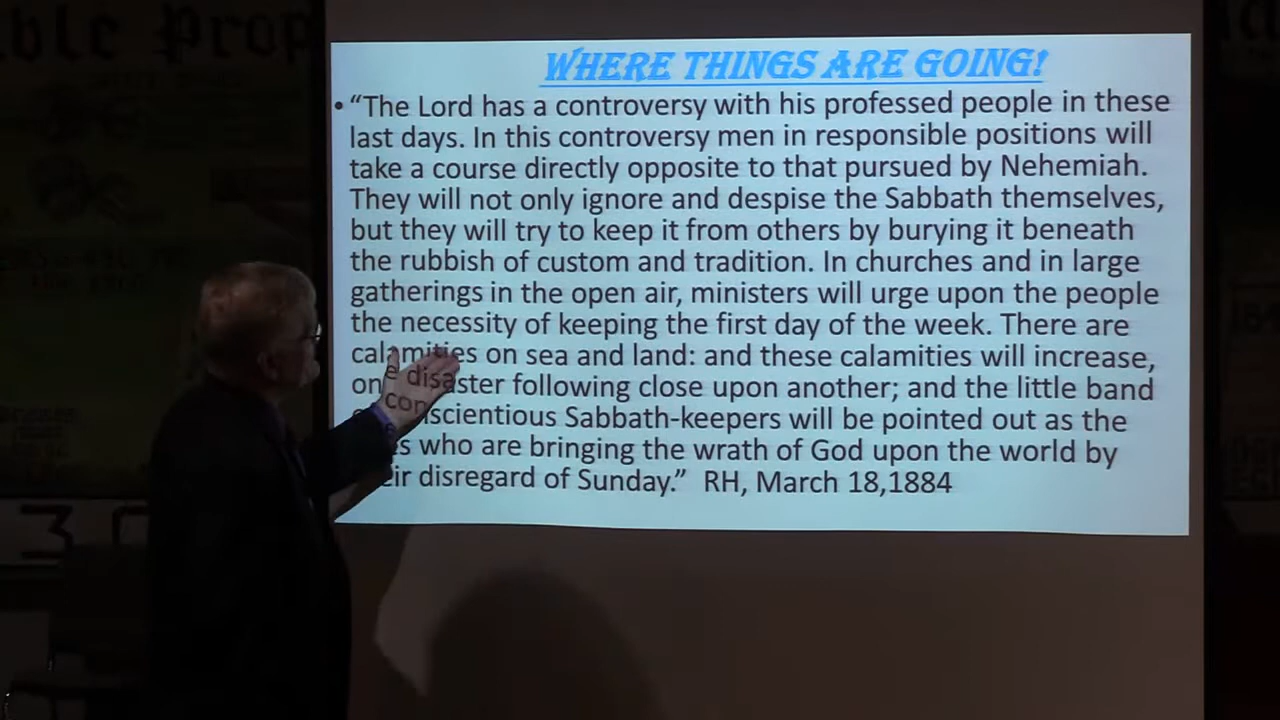 ble Prop
WHERE THINGS ARE GOING!
• “The Lord has a controversy with his professed people in these
last days. In this controversy men in responsible positions will
take a course directly opposite to that pursued by Nehemiah.
They will not only ignore and despise the Sabbath themselves,
but they will try to keep it from others by burying it beneath
the rubbish of custom and tradition. In churches and in large
gatherings in the open air, ministers will urge upon the people
the necessity of keeping the first day of the week. There are
calamities on sea and land: and these calamities will increase,
one disaster following close upon another; and the little band
conscientious Sabbath-keepers will be pointed out as the
who are bringing the wrath of God upon the world by
disregard of Sunday.” RH, March 18,1884
3